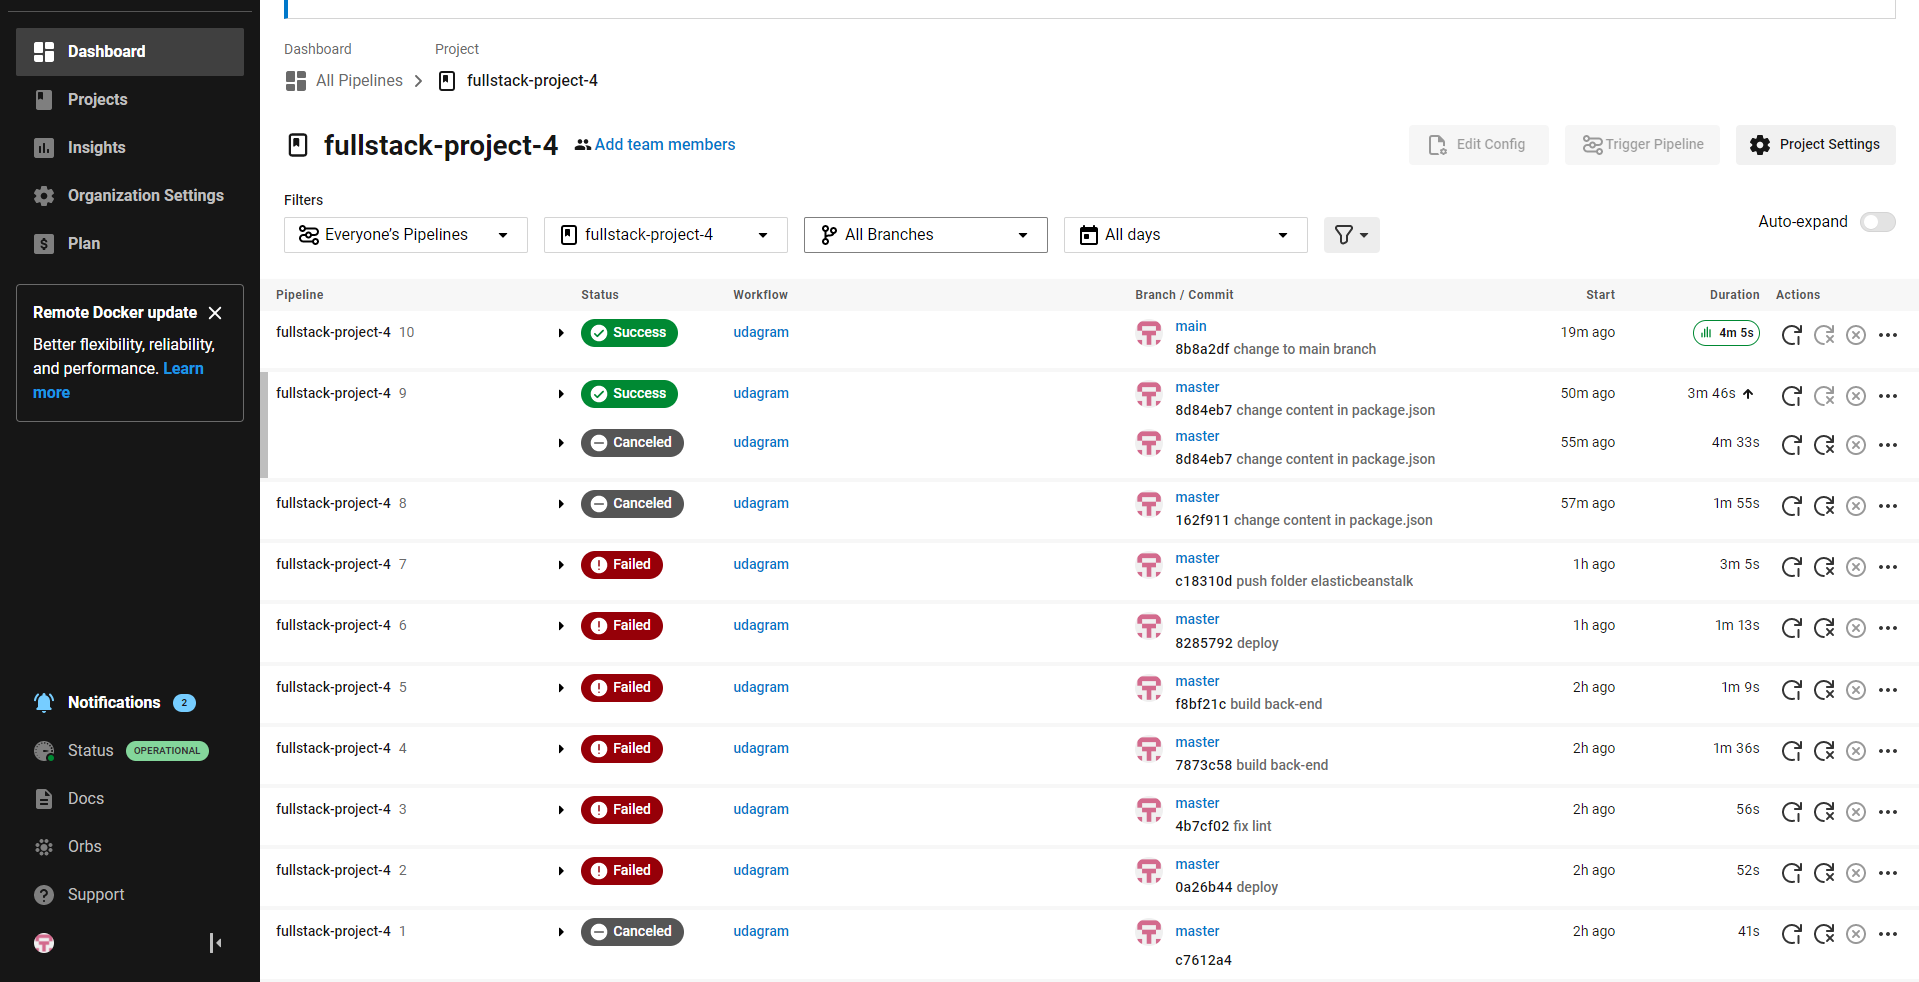 Dashboard
Projects
Insights
Organization Settings
Plan
Remote Docker update
Better flexibility, reliability,
and performance. Learn
more
Notifications 2
Status OPERATIONAL
Docs
Orbs
Support
Dashboard Project
All Pipelines fullstack-project-4
fullstack-project-4 Add team members
Edit Config Trigger Pipeline Project Settings
Filters
Everyone's Pipelines fullstack-project-4 All Branches All days
Auto-expand
Pipeline Status Workflow Branch / Commit Start Duration Actions
fullstack-project-4 10 Success udagram main 19m ago 4m 5s
8b8a2df change to main branch
fullstack-project-4 9 Success udagram master 50m ago 3m 46s
8d84eb7 change content in package.json
Canceled udagram master 55m ago 4m 33s
8d84eb7 change content in package.json
fullstack-project-4 8 Canceled udagram master 57m ago 1m 55s
162f911 change content in package.json
fullstack-project-4 7 Failed udagram master 1h ago 3m 5s
c18310d push folder elasticbeanstalk
fullstack-project-4 6 Failed udagram master 1h ago 1m 13s
8285792 deploy
fullstack-project-4 5 Failed udagram master 2h ago 1m 9s
f8bf21c build back-end
fullstack-project-4 4 Failed udagram master 2h ago 1m 36s
7873c58 build back-end
fullstack-project-4 3 Failed udagram master 2h ago 56s
4b7cf02 fix lint
fullstack-project-4 2 Failed udagram master 2h ago 52s
0a26b44 deploy
fullstack-project-4 1 Canceled udagram master 2h ago 41s
c7612a4